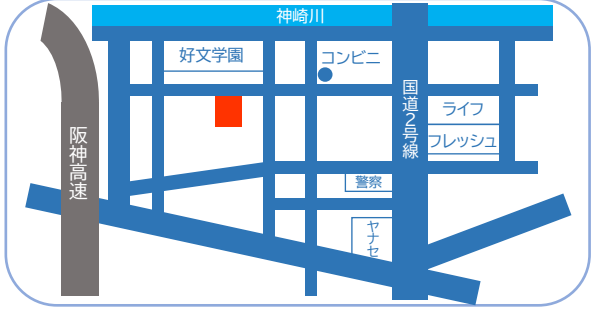 神崎川
好文学園
コンビニ
国道2号線
ライフ
フレッシュ
阪神高速
警察
ヤナセ